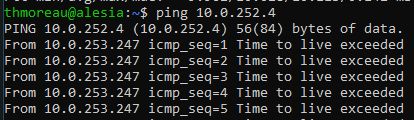 thmoreau@alesia:~$ ping 10.0.252.4
PING 10.0.252.4 (10.0.252.4) 56(84) bytes of data.
From 10.0.253.247 icmp_seq=1 Time to live exceeded
From 10.0.253.247 icmp_seq=2 Time to live exceeded
From 10.0.253.247 icmp_seq=3 Time to live exceeded
From 10.0.253.247 icmp_seq=4 Time to live exceeded
From 10.0.253.247 icmp_seq=5 Time to live exceeded